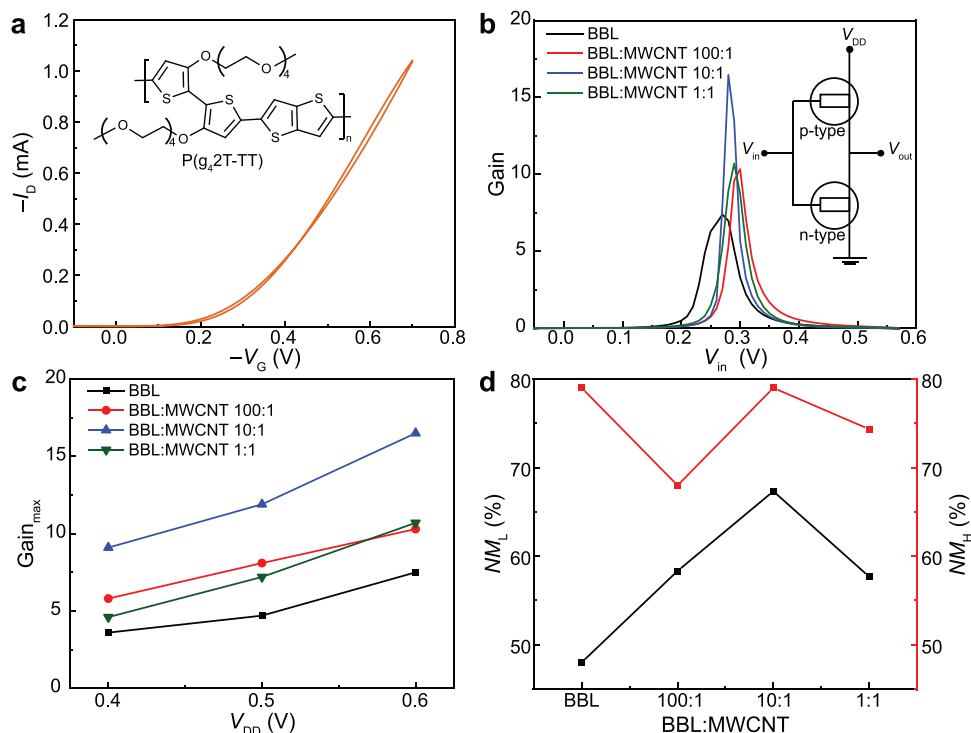 a
1.2
1.0
0.8
0.6
0.4
0.2
0.0
−I_D (mA)
0.0 0.2 0.4 0.6 0.8
−V_G (V)
O O 4
S S S S
O 4 O n
P(g₄2T-TT)
b
BBL
BBL:MWCNT 100:1
BBL:MWCNT 10:1
BBL:MWCNT 1:1
20
15
10
5
0
Gain
0.0 0.1 0.2 0.3 0.4 0.5 0.6
V_in (V)
V_DD
p-type
V_in V_out
n-type
c
BBL
BBL:MWCNT 100:1
BBL:MWCNT 10:1
BBL:MWCNT 1:1
20
15
10
5
0
Gain_max
0.4 0.5 0.6
V_DD (V)
d
80
70
60
50
NM_L (%)
80
70
60
50
NM_H (%)
BBL 100:1 10:1 1:1
BBL:MWCNT